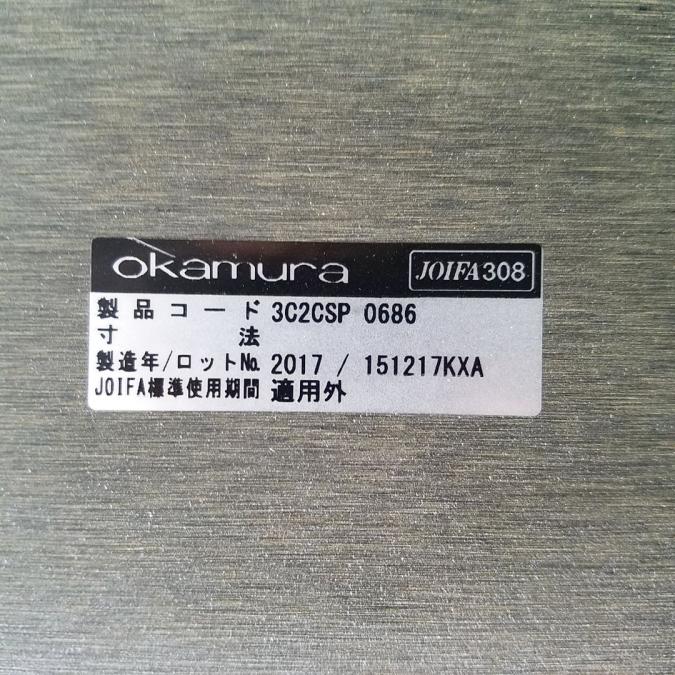 okamura JOIFA308
製品コード 3C2CSP 0686
寸法
製造年/ロット№ 2017 / 151217KXA
JOIFA標準使用期間 適用外